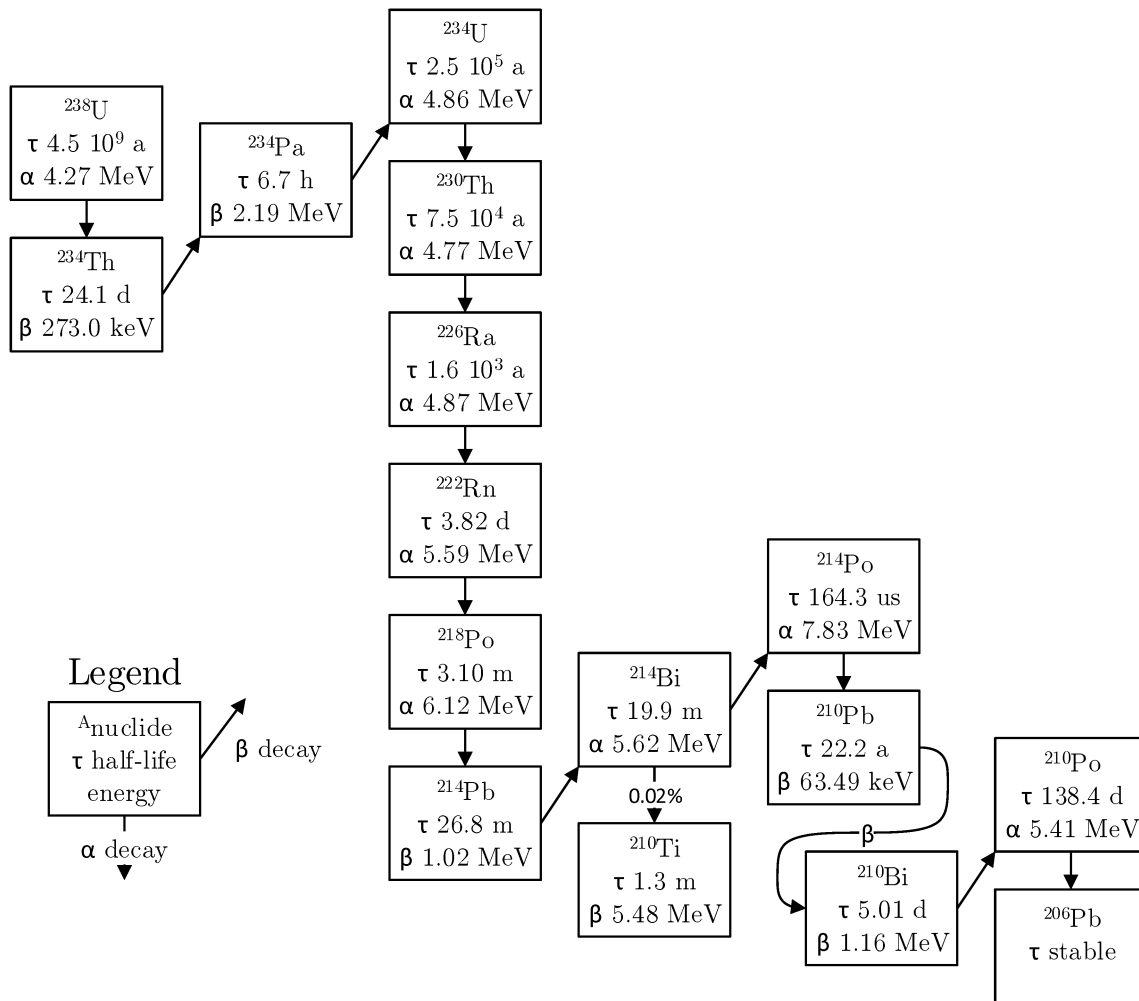 ²³⁸U
τ 4.5 10⁹ a
α 4.27 MeV
²³⁴Th
τ 24.1 d
β 273.0 keV
²³⁴Pa
τ 6.7 h
β 2.19 MeV
²³⁴U
τ 2.5 10⁵ a
α 4.86 MeV
²³⁰Th
τ 7.5 10⁴ a
α 4.77 MeV
²²⁶Ra
τ 1.6 10³ a
α 4.87 MeV
²²²Rn
τ 3.82 d
α 5.59 MeV
²¹⁸Po
τ 3.10 m
α 6.12 MeV
²¹⁴Pb
τ 26.8 m
β 1.02 MeV
²¹⁴Bi
τ 19.9 m
α 5.62 MeV
0.02%
²¹⁰Ti
τ 1.3 m
β 5.48 MeV
²¹⁴Po
τ 164.3 us
α 7.83 MeV
²¹⁰Pb
τ 22.2 a
β 63.49 keV
β
²¹⁰Bi
τ 5.01 d
β 1.16 MeV
²¹⁰Po
τ 138.4 d
α 5.41 MeV
²⁰⁶Pb
τ stable
Legend
ᴬnuclide
τ half-life
energy
β decay
α decay